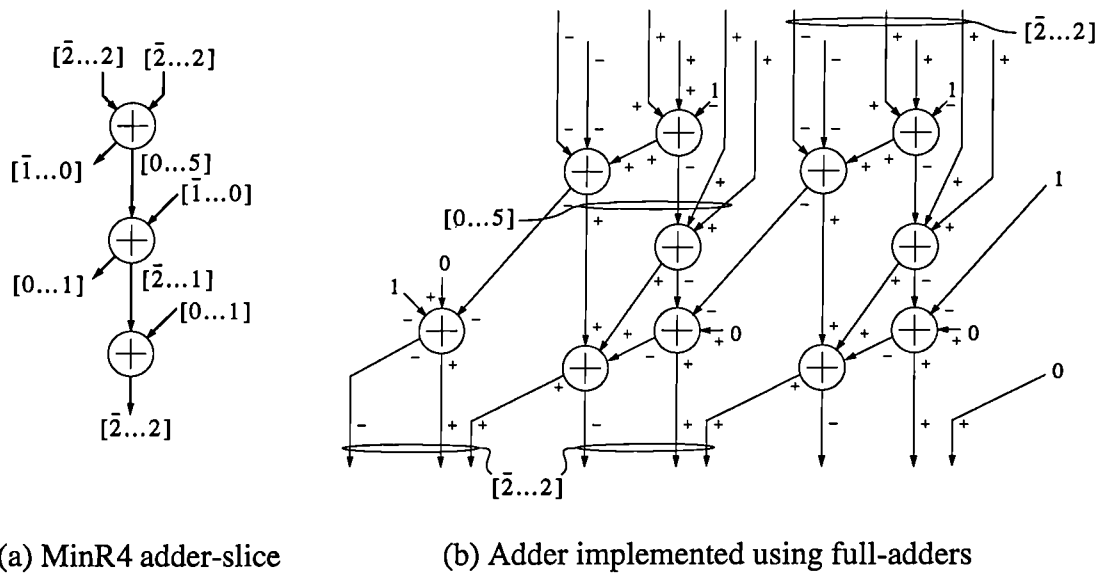 [2̄...2] [2̄...2]
[1̄...0]
[0...5]
[1̄...0]
[0...1]
[2̄...1]
[0...1]
[2̄...2]
[2̄...2]
- + + + - + + +
- + + - + +
1 1
+ + - + + -
- - - -
+ + - + + + - +
1
[0...5]
- + + - + +
0
1 + + - + -
- + - - + + - + + -
0 0
+ +
- + + - + -
+ +
0
- + + - + + - + +
[2̄...2]
(a) MinR4 adder-slice (b) Adder implemented using full-adders